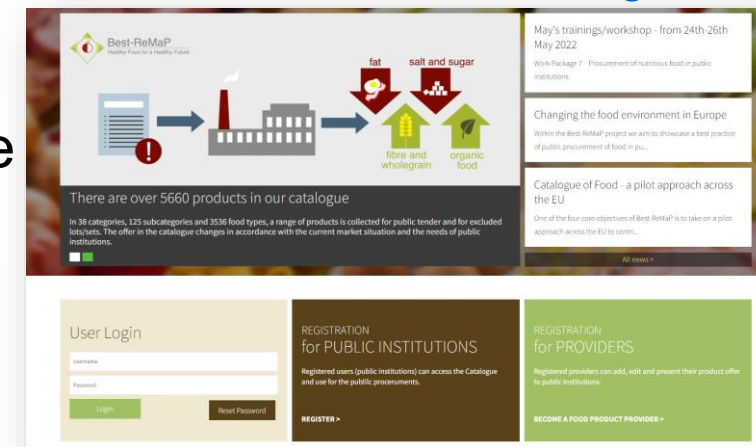 e
Best-ReMaP
Healthy Food for a Healthy Future
fat
salt and sugar
fibre and
wholegrain
organic
food
There are over 5660 products in our catalogue
In 38 categories, 125 subcategories and 3536 food types, a range of products is collected for public tender and for excluded
lots/sets. The offer in the catalogue changes in accordance with the current market situation and the needs of public
institutions.
May's trainings/workshop - from 24th-26th
May 2022
Work Package 7 - Procurement of nutritious food in public
institutions
Changing the food environment in Europe
Within the Best ReMaP project we aim to showcase a best practice
of public procurement of food in pu...
Catalogue of Food - a pilot approach across
the EU
One of the four core objectives of Best ReMaP is to take on a pilot
approach across the EU to contri...
All news >
User Login
Username
Password
Login
Reset Password
REGISTRATION
for PUBLIC INSTITUTIONS
Registered users (public institutions) can access the Catalogue
and use for the publlic proceruments.
REGISTER >
REGISTRATION
for PROVIDERS
Registered providers can add, edit and present their product offer
to public institutions.
BECOME A FOOD PRODUCT PROVIDER >